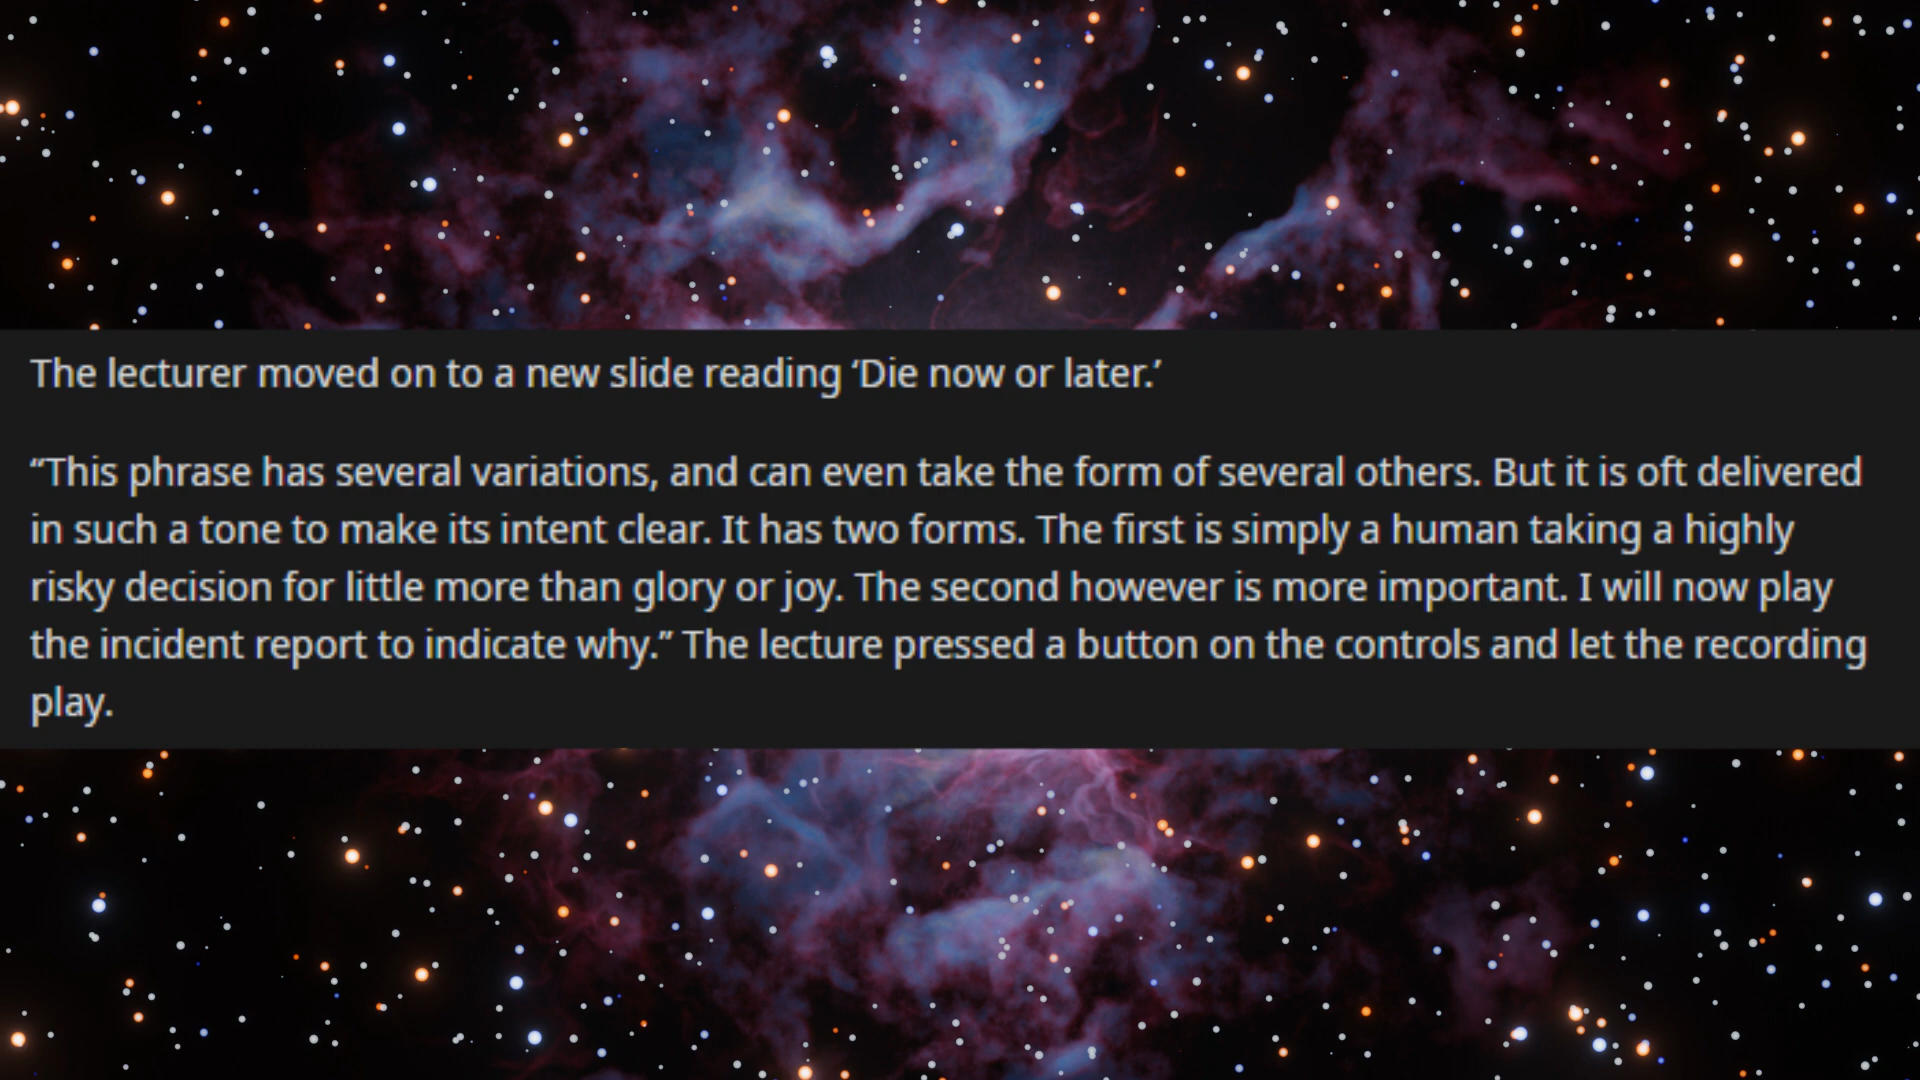 The lecturer moved on to a new slide reading ‘Die now or later.’
“This phrase has several variations, and can even take the form of several others. But it is oft delivered
in such a tone to make its intent clear. It has two forms. The first is simply a human taking a highly
risky decision for little more than glory or joy. The second however is more important. I will now play
the incident report to indicate why.” The lecture pressed a button on the controls and let the recording
play.